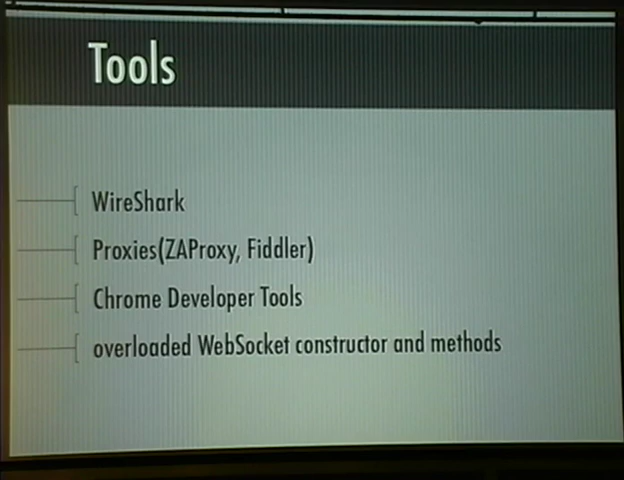 Tools
WireShark
Proxies(ZAProxy, Fiddler)
Chrome Developer Tools
overloaded WebSocket constructor and methods